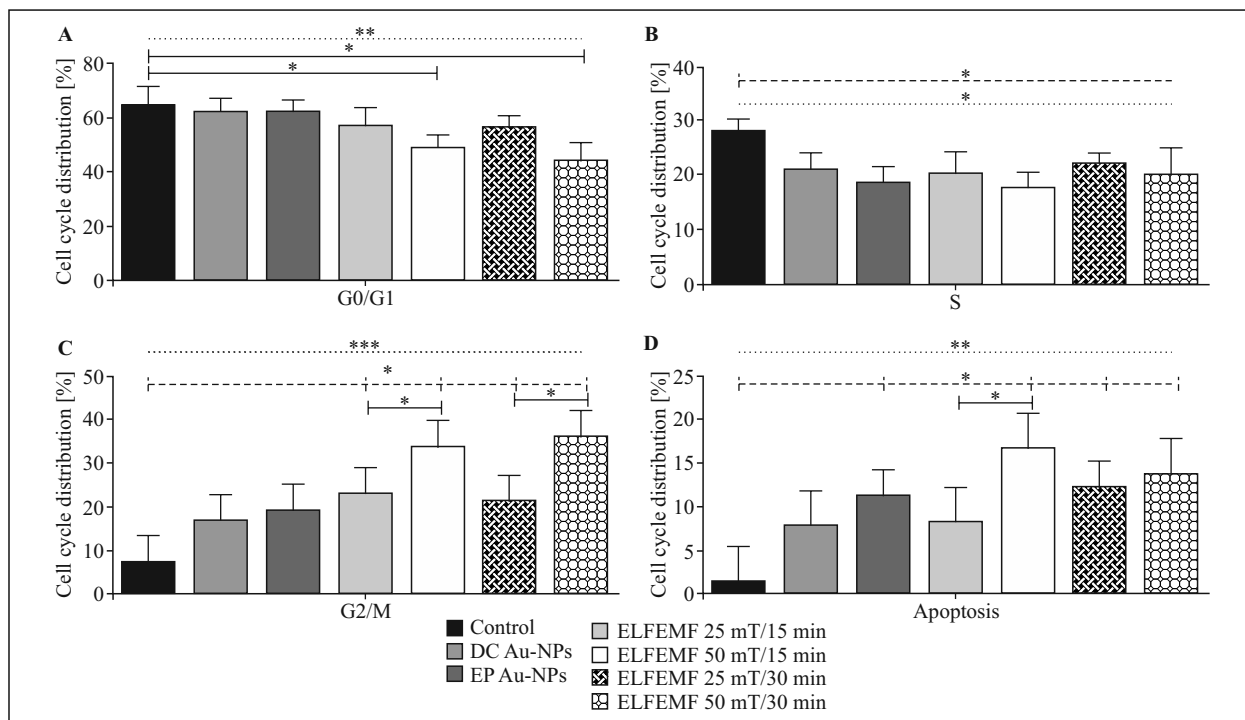 A
**
*
*
Cell cycle distribution [%]
80
60
40
20
0
G0/G1
B
*
*
Cell cycle distribution [%]
40
30
20
10
0
S
C
***
*
*
*
Cell cycle distribution [%]
50
40
30
20
10
0
G2/M
D
**
*
*
Cell cycle distribution [%]
25
20
15
10
5
0
Apoptosis
Control
DC Au-NPs
EP Au-NPs
ELFEMF 25 mT/15 min
ELFEMF 50 mT/15 min
ELFEMF 25 mT/30 min
ELFEMF 50 mT/30 min